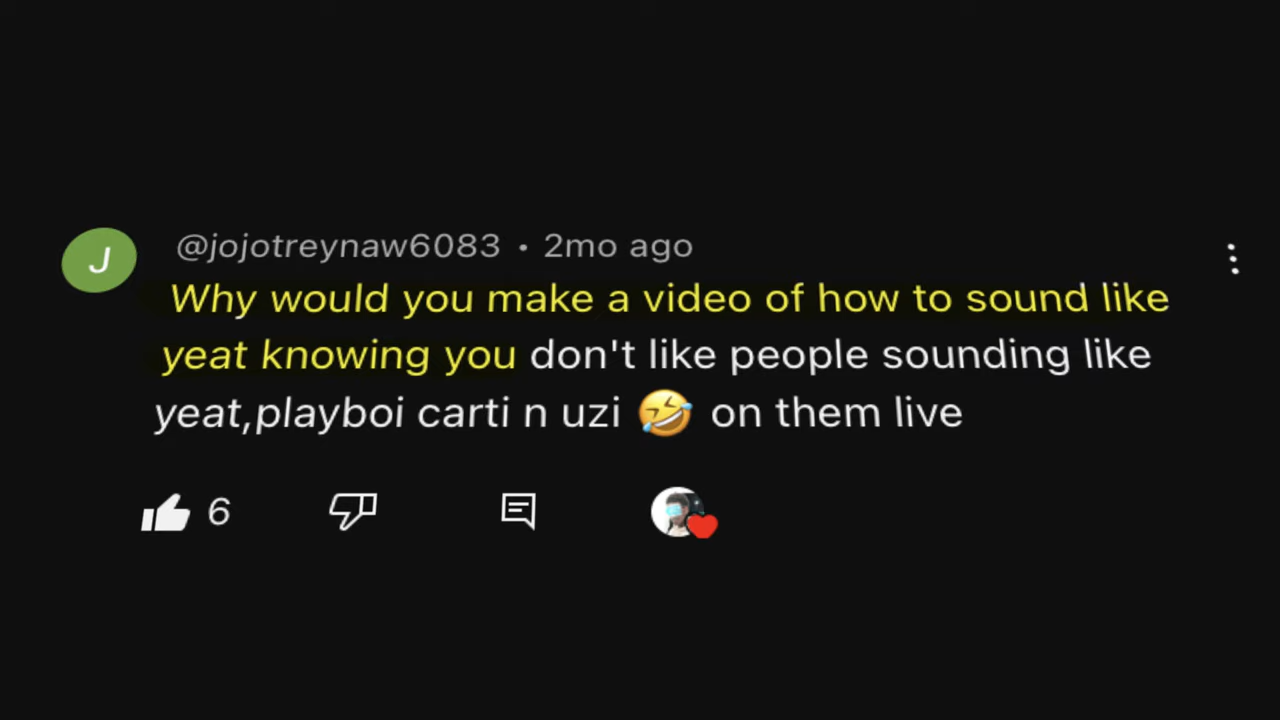 J
@jojotreynaw6083 • 2mo ago
Why would you make a video of how to sound like
yeat knowing you don't like people sounding like
yeat,playboi carti n uzi 🤣 on them live
6